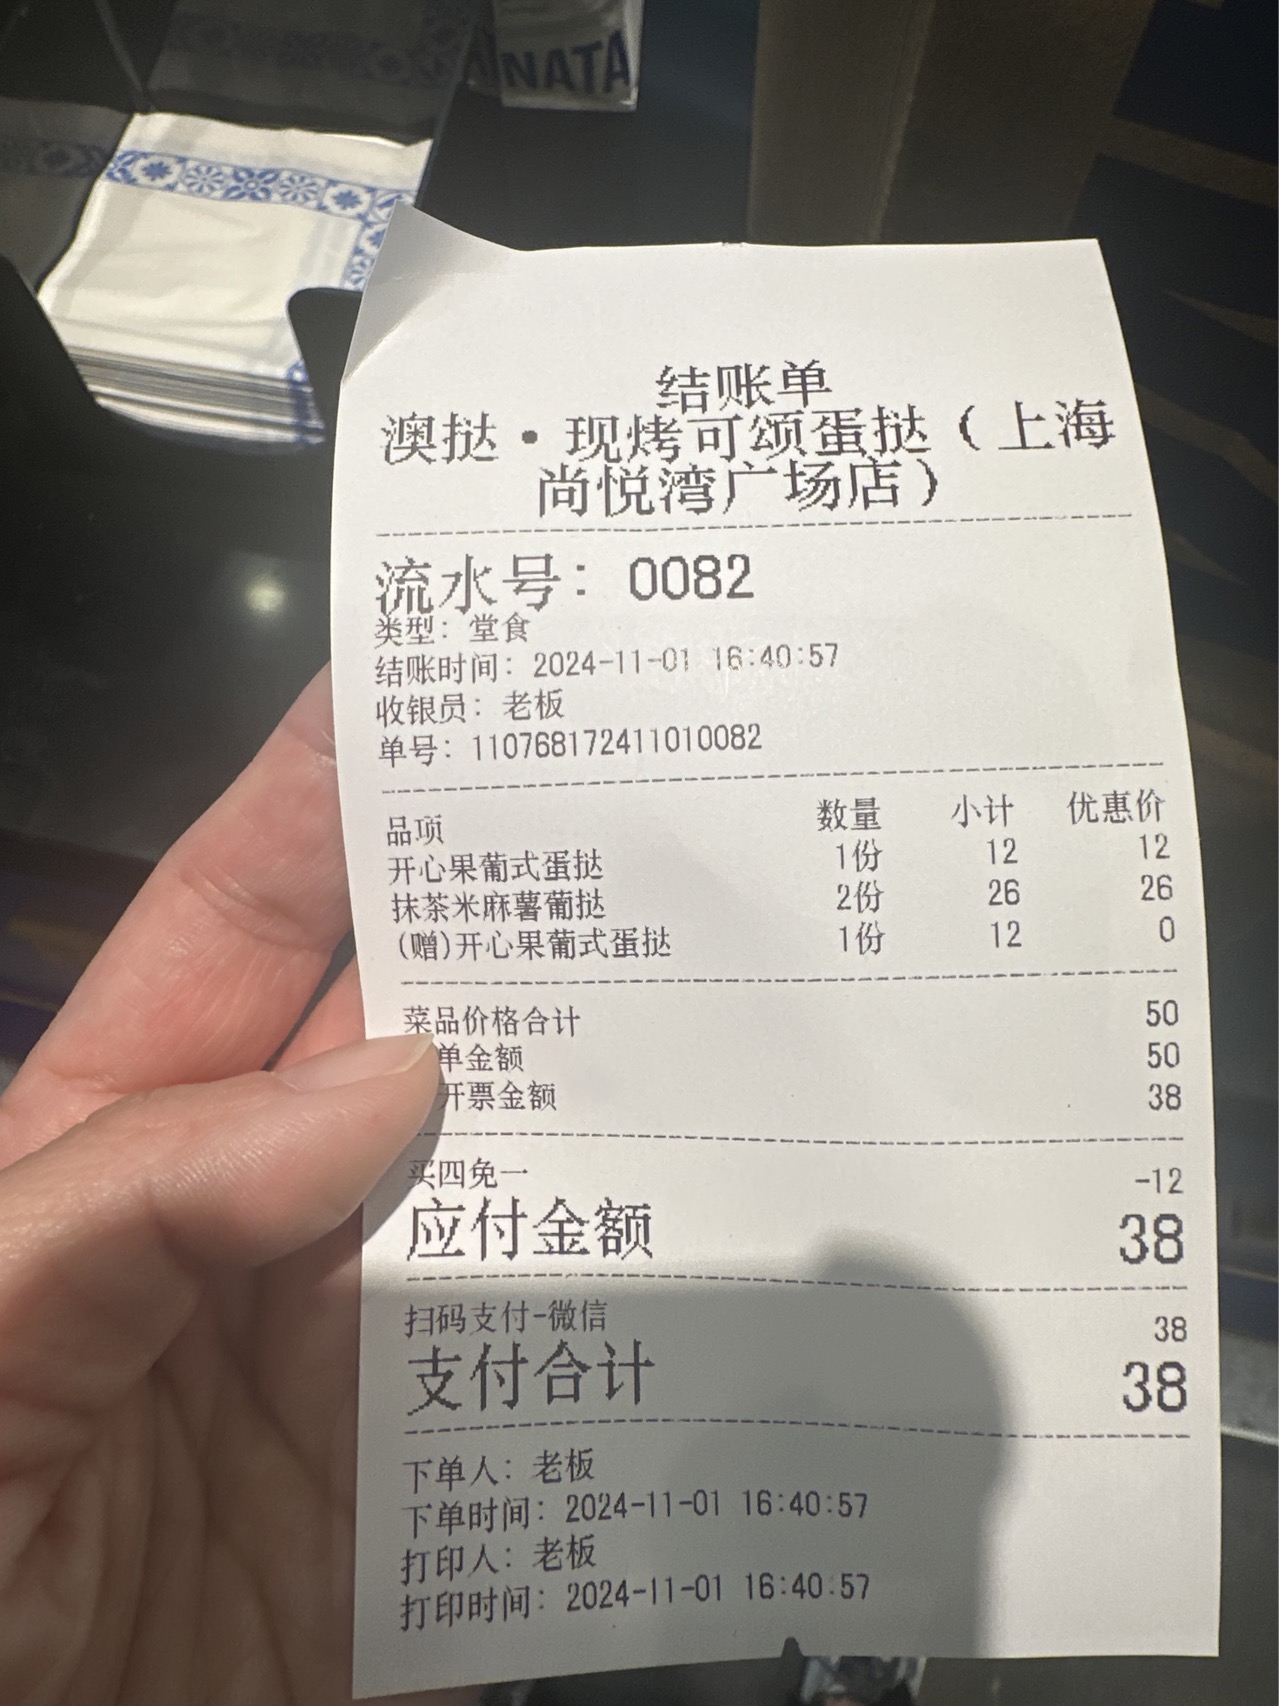 NATA
结账单
澳挞·现烤可颂蛋挞（上海
尚悦湾广场店）
流水号：0082
类型：堂食
结账时间：2024-11-01 16:40:57
收银员：老板
单号：110768172411010082
品项 数量 小计 优惠价
开心果葡式蛋挞 1份 12 12
抹茶米麻薯葡挞 2份 26 26
(赠)开心果葡式蛋挞 1份 12 0
菜品价格合计 50
单金额 50
开票金额 38
买四免一 -12
应付金额 38
扫码支付-微信 38
支付合计 38
下单人：老板
下单时间：2024-11-01 16:40:57
打印人：老板
打印时间：2024-11-01 16:40:57